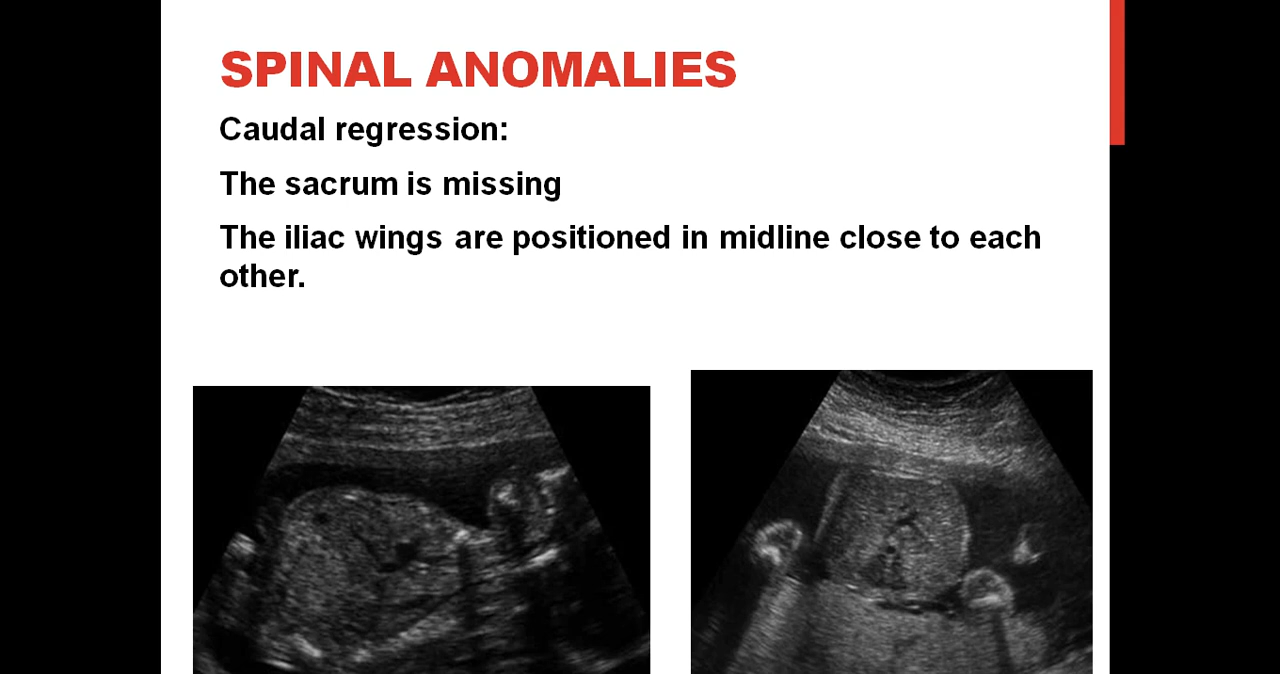 SPINAL ANOMALIES
Caudal regression:
The sacrum is missing
The iliac wings are positioned in midline close to each
other.